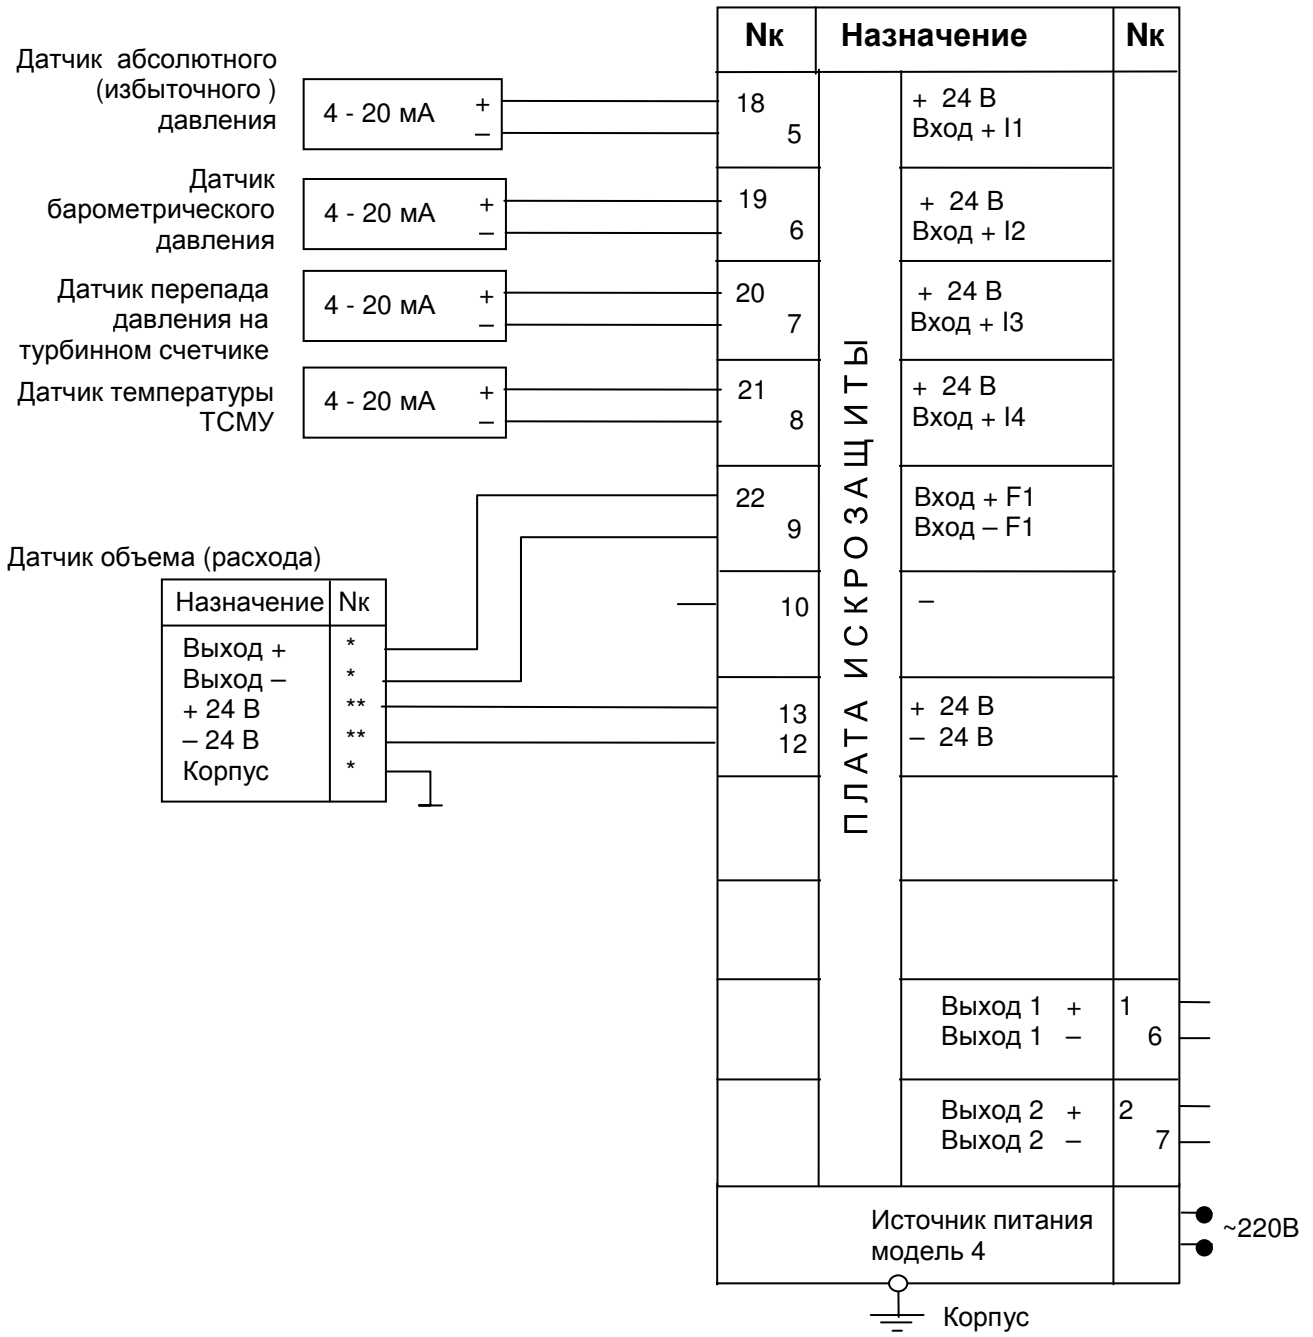 Nк Назначение Nк
Датчик абсолютного
(избыточного )
давления
4 - 20 мА + –
18 + 24 В
5 Вход + I1
Датчик
барометрического
давления
4 - 20 мА + –
19 + 24 В
6 Вход + I2
Датчик перепада
давления на
турбинном счетчике
4 - 20 мА + –
20 + 24 В
7 Вход + I3
Датчик температуры
ТСМУ
4 - 20 мА + –
21 + 24 В
8 Вход + I4
22 Вход + F1
9 Вход – F1
ПЛАТА ИСКРОЗАЩИТЫ
Датчик объема (расхода)
Назначение Nк
Выход + *
Выход – *
+ 24 В **
– 24 В **
Корпус *
10 –
13 + 24 В
12 – 24 В
Выход 1 + 1
Выход 1 – 6
Выход 2 + 2
Выход 2 – 7
Источник питания
модель 4
~220В
Корпус